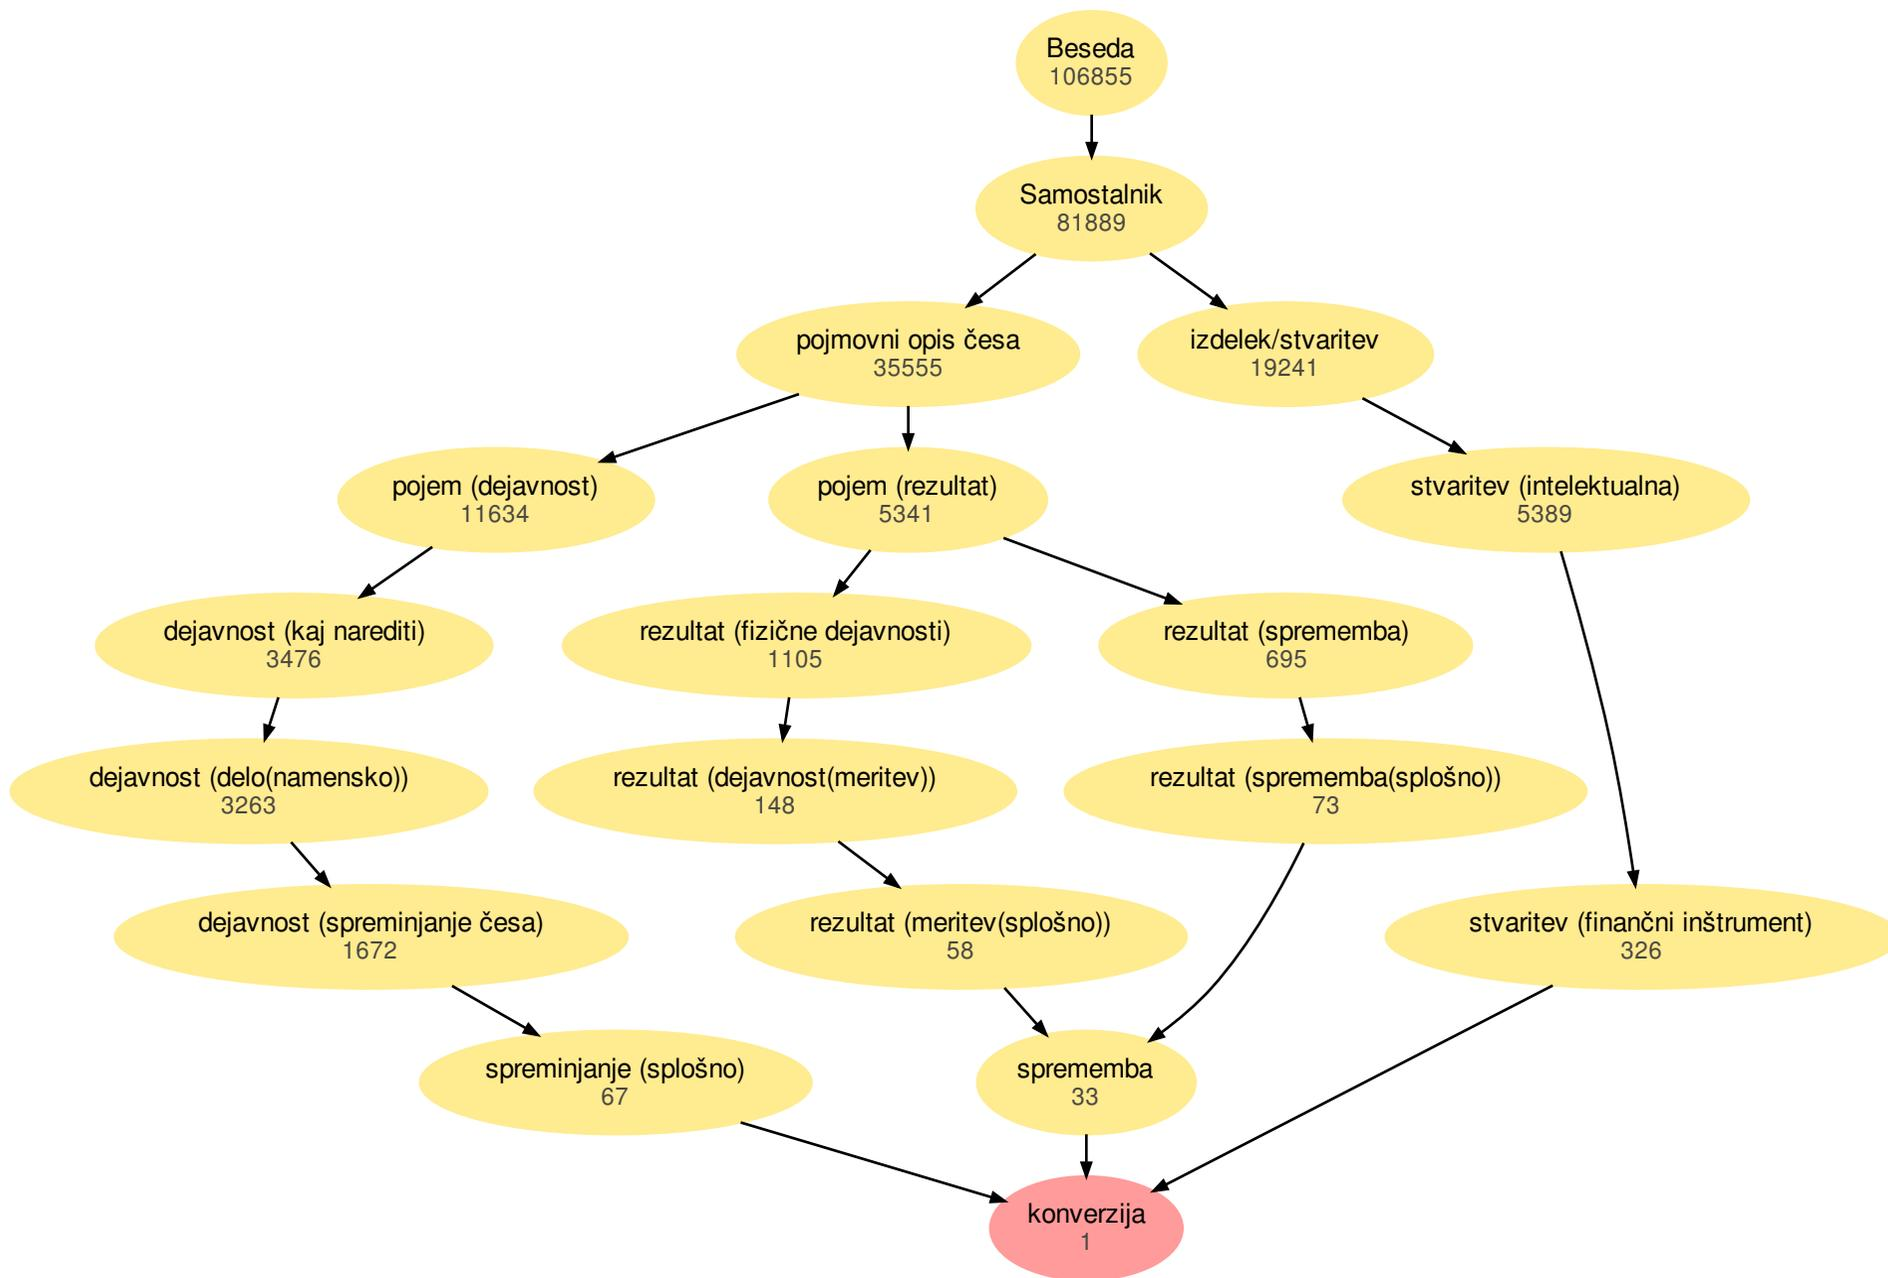 Beseda
106855
Samostalnik
81889
pojmovni opis česa
35555
izdelek/stvaritev
19241
pojem (dejavnost)
11634
pojem (rezultat)
5341
stvaritev (intelektualna)
5389
dejavnost (kaj narediti)
3476
rezultat (fizične dejavnosti)
1105
rezultat (sprememba)
695
dejavnost (delo(namensko))
3263
rezultat (dejavnost(meritev))
148
rezultat (sprememba(splošno))
73
dejavnost (spreminjanje česa)
1672
rezultat (meritev(splošno))
58
stvaritev (finančni inštrument)
326
spreminjanje (splošno)
67
sprememba
33
konverzija
1